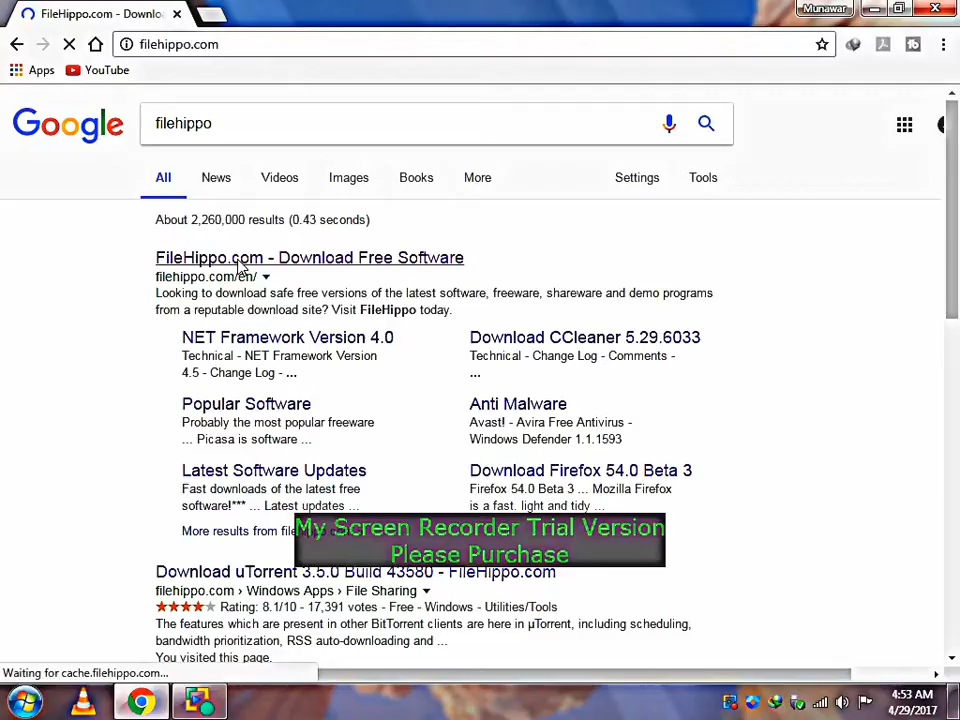 FileHippo.com - Downlo
Munawar
filehippo.com
Apps
YouTube
Google
filehippo
All
News
Videos
Images
Books
More
Settings
Tools
About 2,260,000 results (0.43 seconds)
FileHippo.com - Download Free Software
filehippo.com/en/
Looking to download safe free versions of the latest software, freeware, shareware and demo programs
from a reputable download site? Visit FileHippo today.
NET Framework Version 4.0
Technical - NET Framework Version
4.5 - Change Log - ...
Download CCleaner 5.29.6033
Technical - Change Log - Comments -
...
Popular Software
Probably the most popular freeware
... Picasa is software ...
Anti Malware
Avast! - Avira Free Antivirus -
Windows Defender 1.1.1593
Latest Software Updates
Fast downloads of the latest free
software!*** ... Latest updates ...
Download Firefox 54.0 Beta 3
Firefox 54.0 Beta 3 ... Mozilla Firefox
is a fast, light and tidy ...
More results from
My Screen Recorder Trial Version
Please Purchase
Download uTorrent 3.5.0 Build 43580 - FileHippo.com
filehippo.com › Windows Apps › File Sharing
Rating: 8.1/10 - 17,391 votes - Free - Windows - Utilities/Tools
The features which are present in other BitTorrent clients are here in µTorrent, including scheduling,
bandwidth prioritization, RSS auto-downloading and ...
You visited this page.
Waiting for cache.filehippo.com...
4:53 AM
4/29/2017